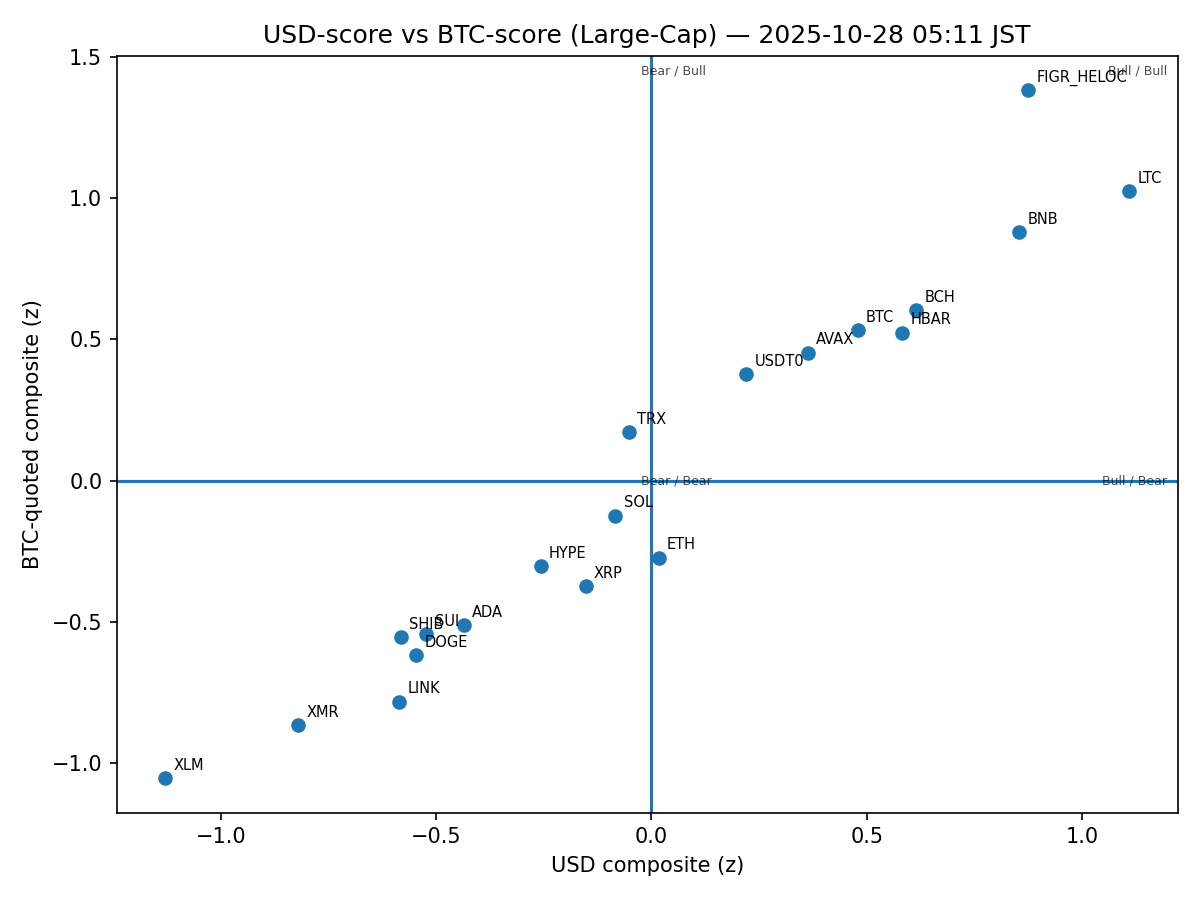 USD-score vs BTC-score (Large-Cap) — 2025-10-28 05:11 JST
1.5
Bear / Bull
Bull / Bull
FIGR_HELOC
LTC
1.0
BNB
BCH
BTC
HBAR
0.5
AVAX
USDT0
TRX
0.0
Bear / Bear
Bull / Bear
SOL
ETH
HYPE
XRP
ADA
−0.5
SHIB
SUI
DOGE
LINK
XMR
−1.0
XLM
−1.0
−0.5
0.0
0.5
1.0
USD composite (z)
BTC-quoted composite (z)